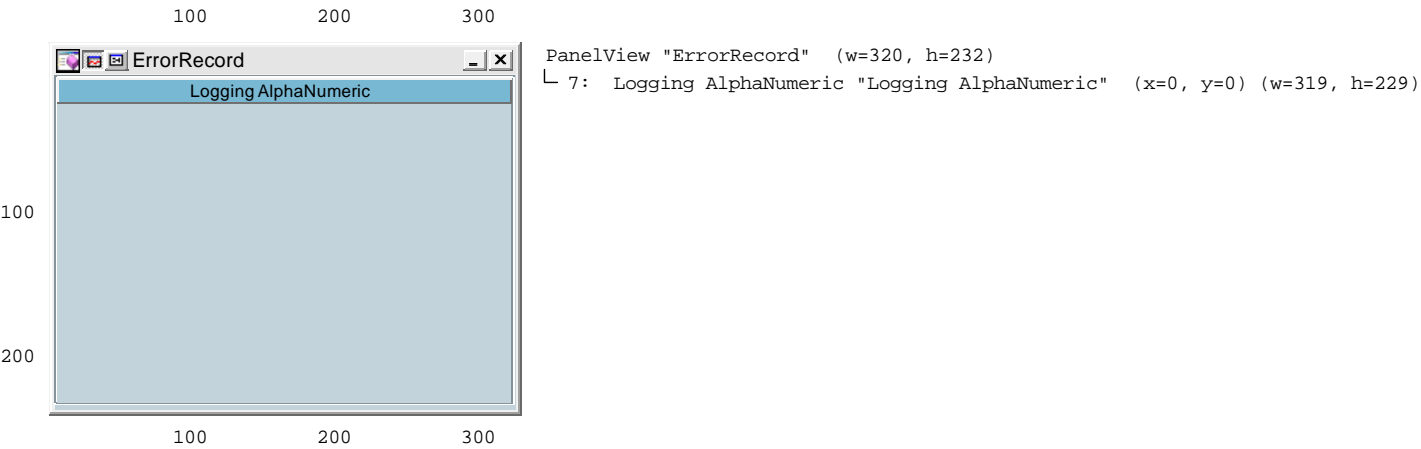 100 200 300
ErrorRecord
PanelView "ErrorRecord" (w=320, h=232)
7: Logging AlphaNumeric "Logging AlphaNumeric" (x=0, y=0) (w=319, h=229)
Logging AlphaNumeric
100
200
100 200 300